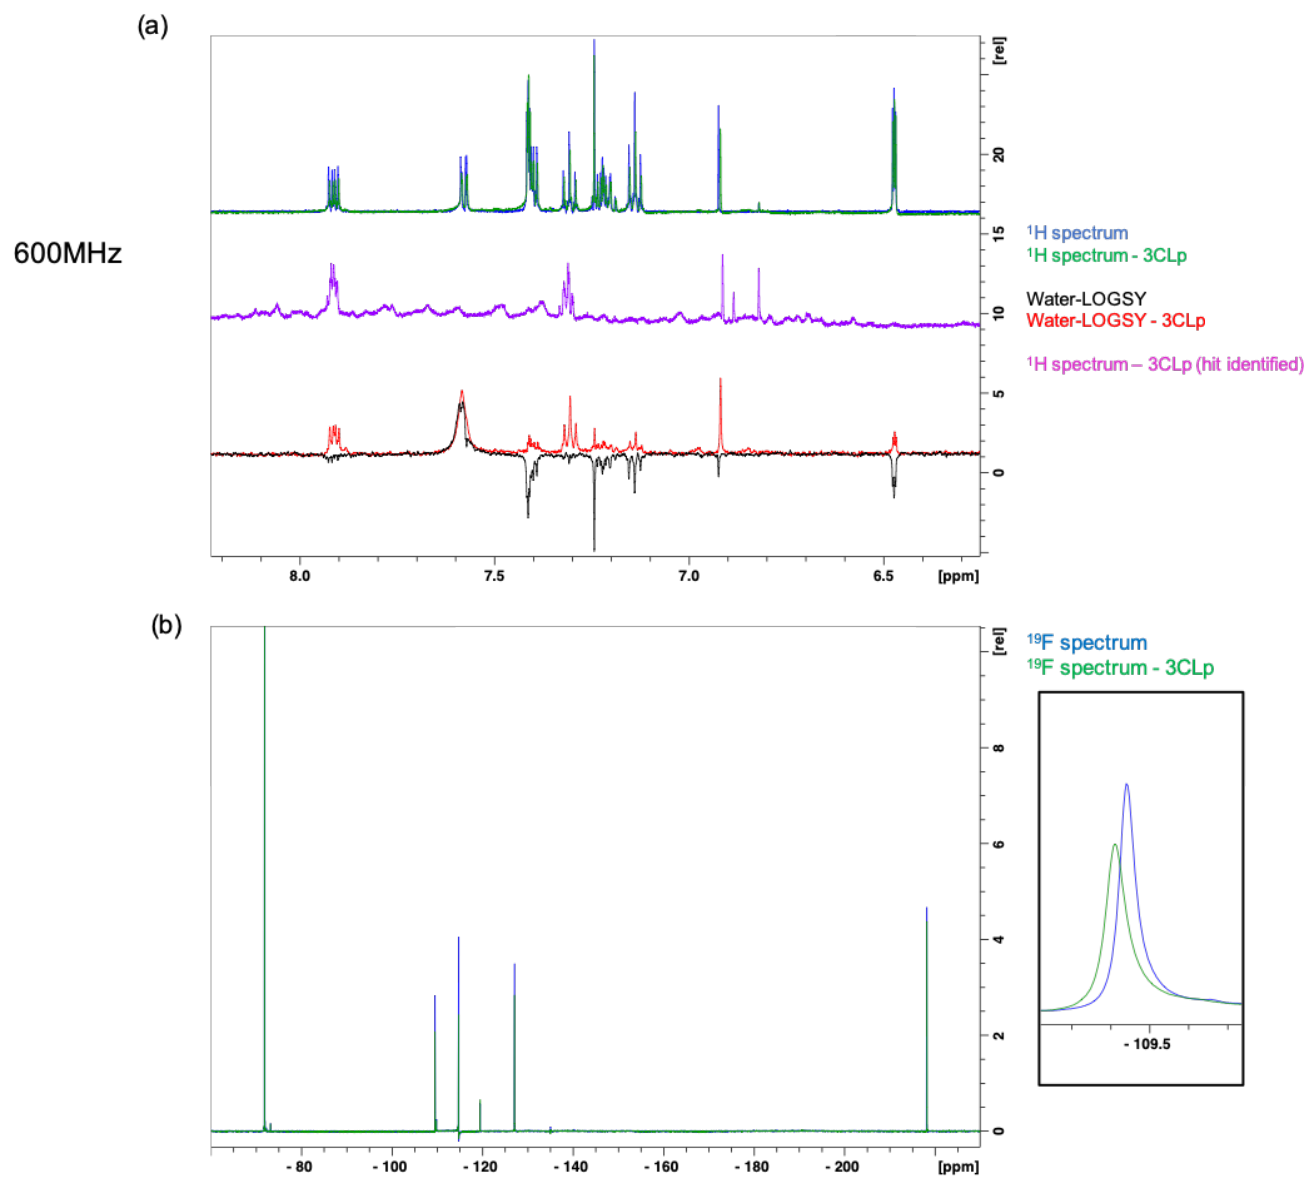 (a)
[rel]
20
15
10
5
0
600MHz
¹H spectrum
¹H spectrum - 3CLp
Water-LOGSY
Water-LOGSY - 3CLp
¹H spectrum – 3CLp (hit identified)
8.0 7.5 7.0 6.5 [ppm]
(b)
[rel]
8
6
4
2
0
¹⁹F spectrum
¹⁹F spectrum - 3CLp
- 109.5
- 80 - 100 - 120 - 140 - 160 - 180 - 200 [ppm]